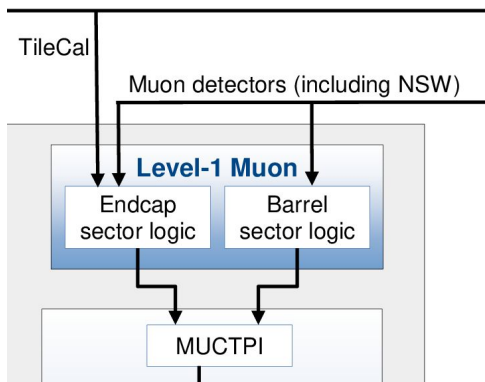 TileCal
Muon detectors (including NSW)
Level-1 Muon
Endcap
sector logic
Barrel
sector logic
MUCTPI